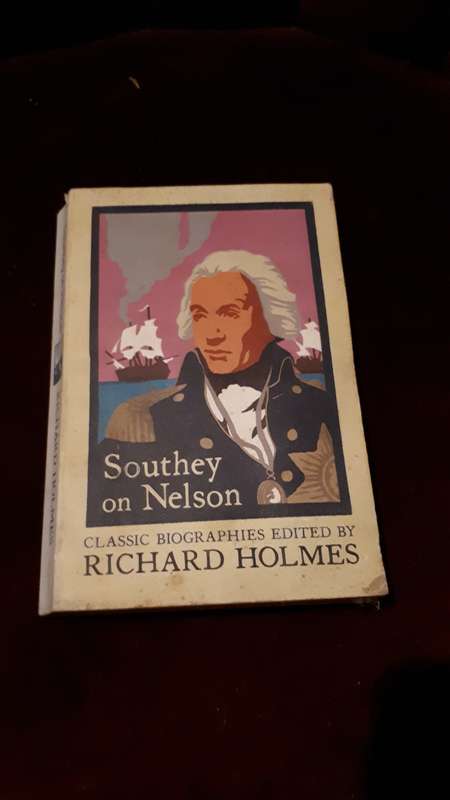 Southey
on Nelson
CLASSIC BIOGRAPHIES EDITED BY
RICHARD HOLMES